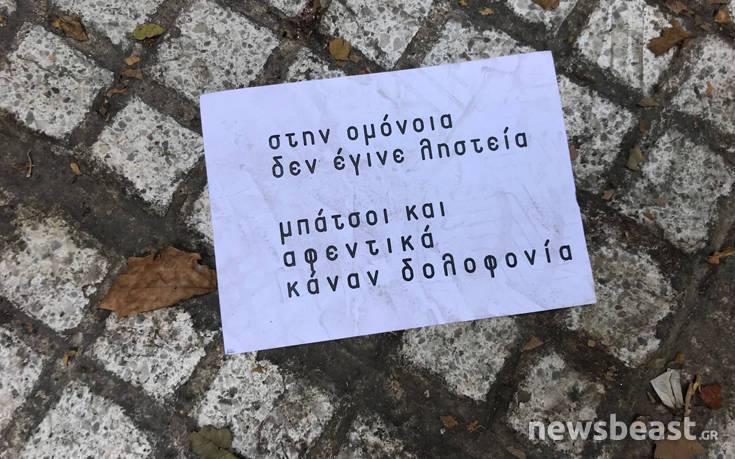 στην ομόνοια
δεν έγινε ληστεία
μπάτσοι και
αφεντικά
κάναν δολοφονία
newsbeast.GR